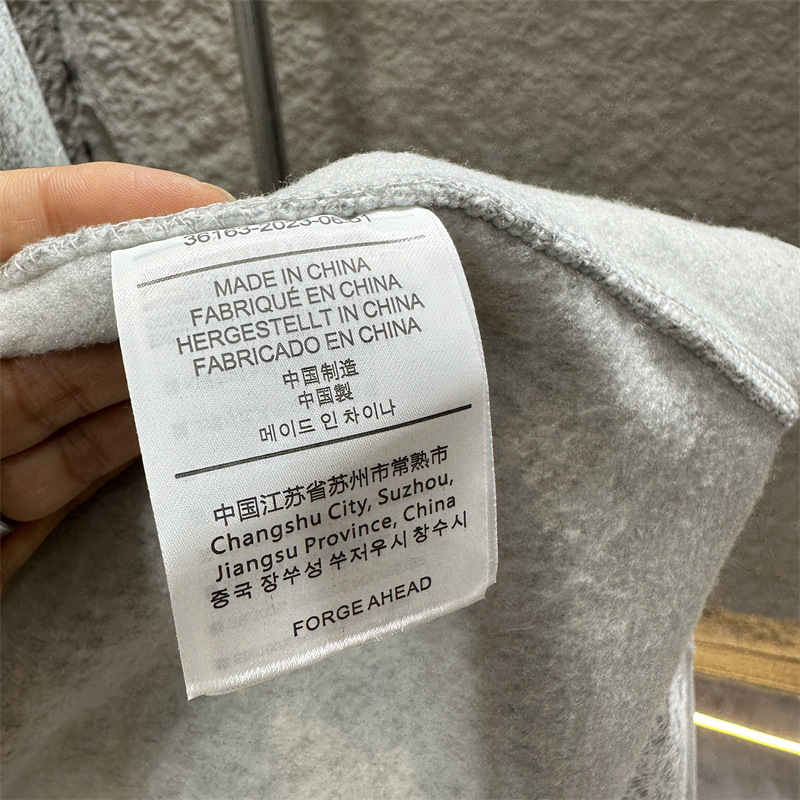 MADE IN CHINA
FABRIQUÉ EN CHINA
HERGESTELLT IN CHINA
FABRICADO EN CHINA
中国制造
中国製
메이드 인 차이나
中国江苏省苏州市常熟市
Changshu City, Suzhou,
Jiangsu Province, China
중국 장쑤성 쑤저우시 창수시
FORGE AHEAD